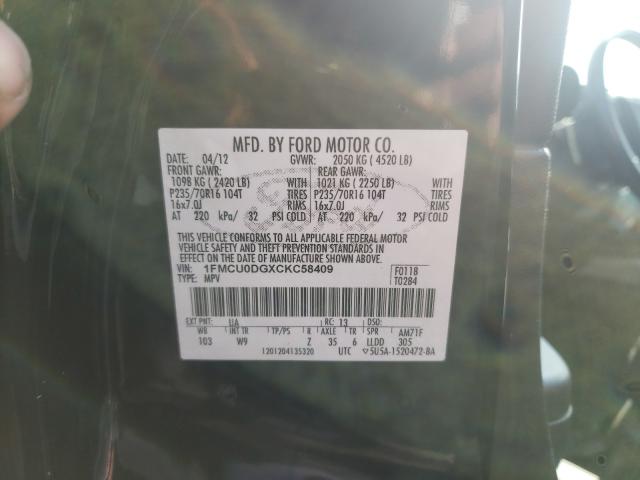 MFD. BY FORD MOTOR CO.
DATE: 04/12 GVWR: 2050 KG ( 4520 LB)
FRONT GAWR: REAR GAWR:
1098 KG ( 2420 LB) WITH 1021 KG ( 2250 LB) WITH
P235/70R16 104T TIRES P235/70R16 104T TIRES
16x7.0J RIMS 16x7.0J RIMS
AT 220 kPa/ 32 PSI COLD AT 220 kPa/ 32 PSI COLD
THIS VEHICLE CONFORMS TO ALL APPLICABLE FEDERAL MOTOR
VEHICLE SAFETY AND THEFT PREVENTION STANDARDS IN
EFFECT ON THE DATE OF MANUFACTURE SHOWN ABOVE.
VIN: 1FMCU0DGXCKC58409 F0118
TYPE: MPV T0284
EXT PNT: UA RC: 13 DSO:
WB INT TR TP/PS R AXLE TR SPR AM71F
103 W9 Z 35 6 LLDD 305
1201204135320 UTC 5U5A-1520472-BA
Ford